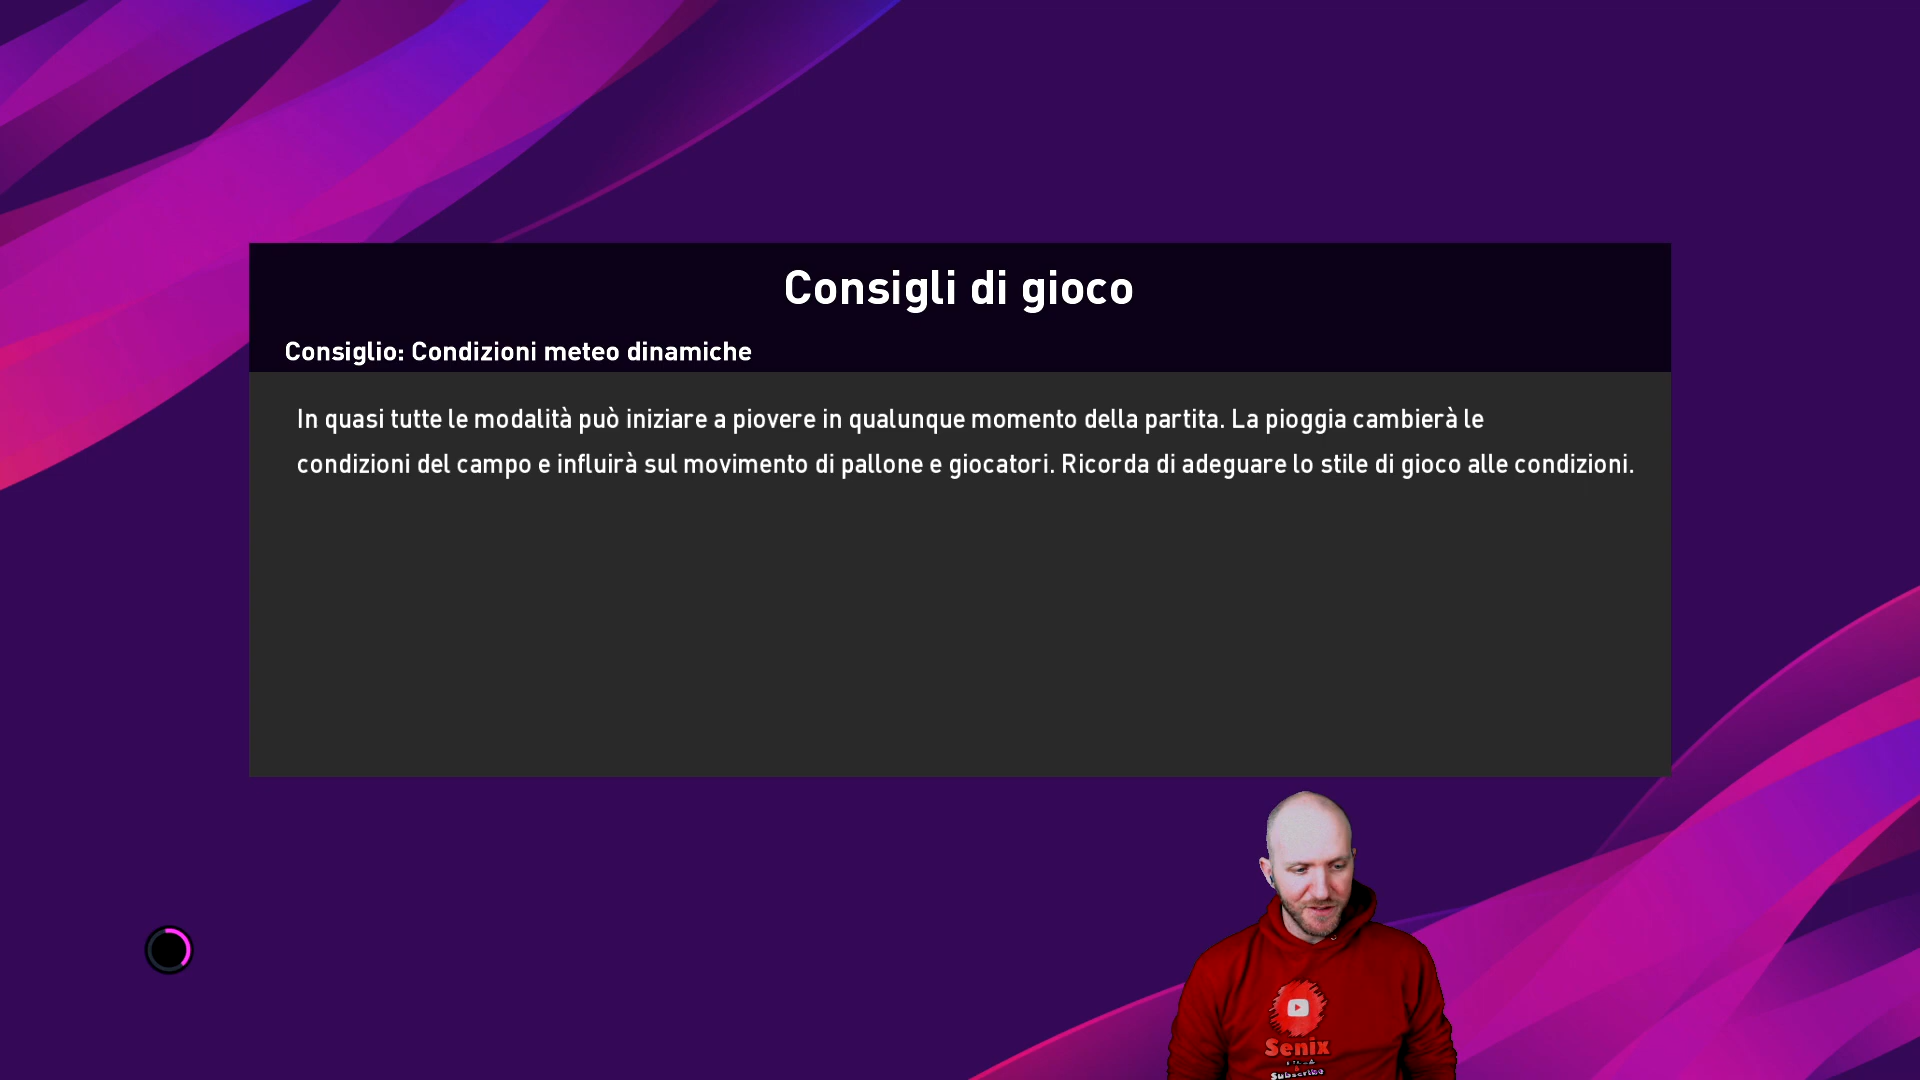 Consigli di gioco
Consiglio: Condizioni meteo dinamiche
In quasi tutte le modalità può iniziare a piovere in qualunque momento della partita. La pioggia cambierà le
condizioni del campo e influirà sul movimento di pallone e giocatori. Ricorda di adeguare lo stile di gioco alle condizioni.
Senix
Subscribe